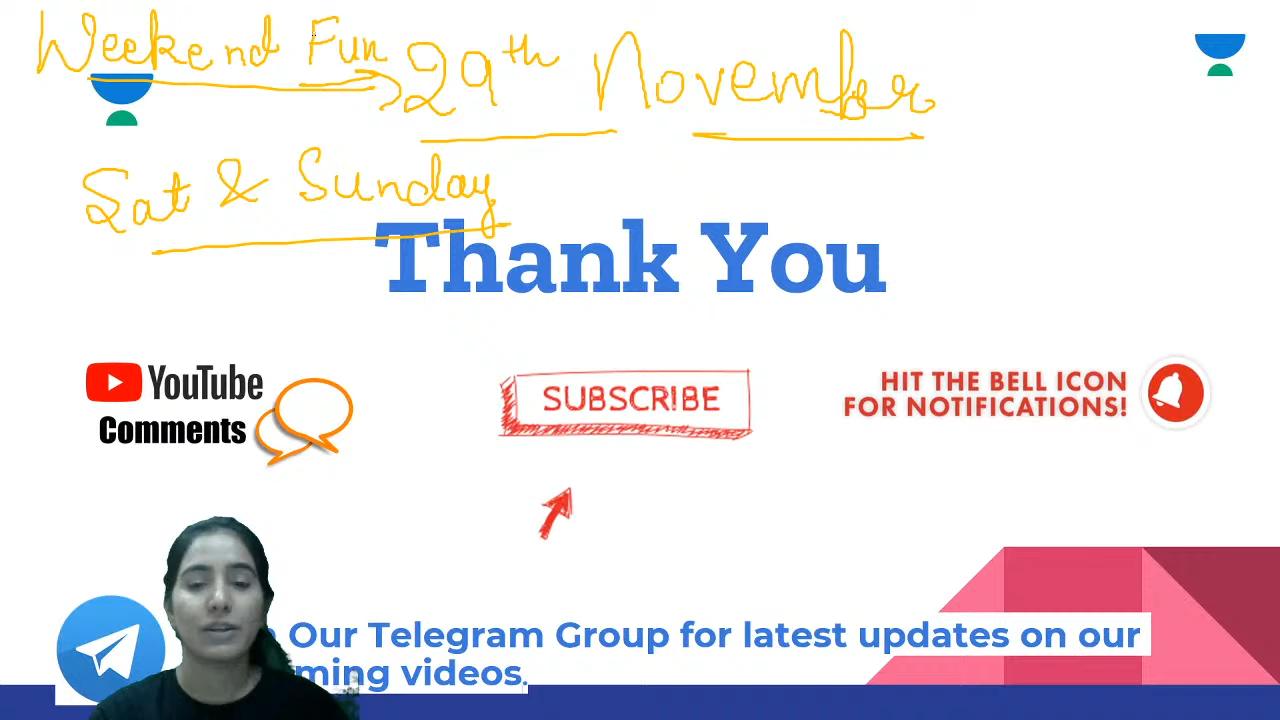 Weekend Fun 29th November
Sat & Sunday
Thank You
YouTube
Comments
SUBSCRIBE
HIT THE BELL ICON
FOR NOTIFICATIONS!
Our Telegram Group for latest updates on our
ming videos.